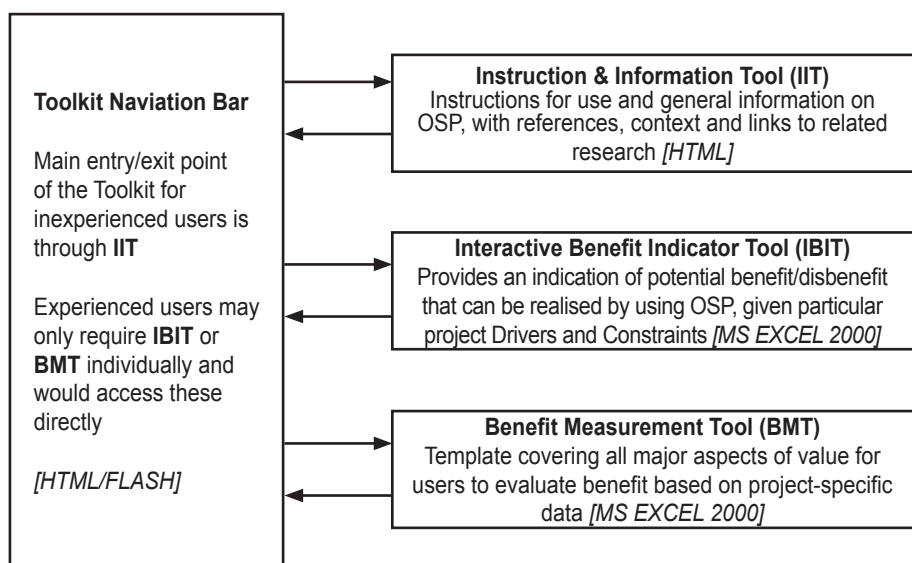 Toolkit Naviation Bar
Main entry/exit point
of the Toolkit for
inexperienced users is
through IIT
Experienced users may
only require IBIT or
BMT individually and
would access these
directly
[HTML/FLASH]
Instruction & Information Tool (IIT)
Instructions for use and general information on
OSP, with references, context and links to related
research [HTML]
Interactive Benefit Indicator Tool (IBIT)
Provides an indication of potential benefit/disbenefit
that can be realised by using OSP, given particular
project Drivers and Constraints [MS EXCEL 2000]
Benefit Measurement Tool (BMT)
Template covering all major aspects of value for
users to evaluate benefit based on project-specific
data [MS EXCEL 2000]